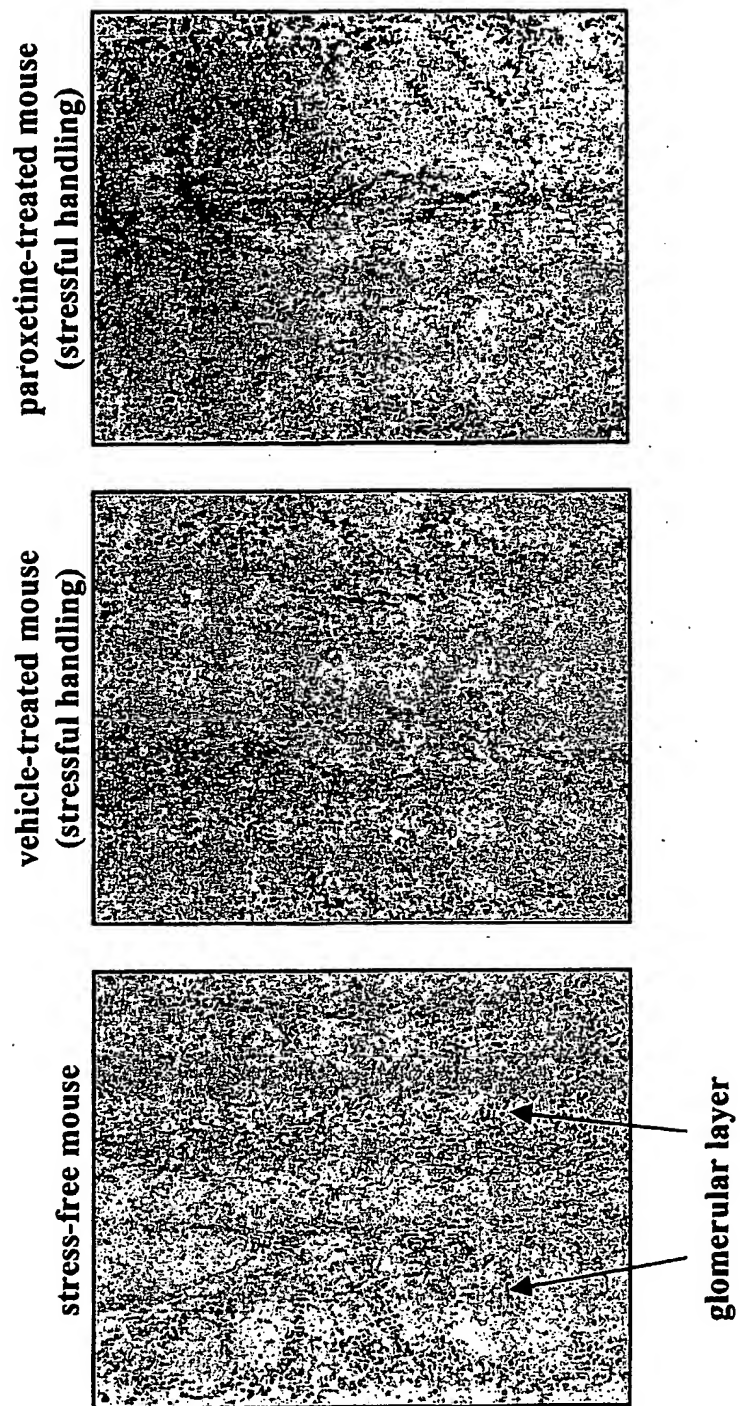 stress-free mouse
vehicle-treated mouse
(stressful handling)
paroxetine-treated mouse
(stressful handling)
glomerular layer